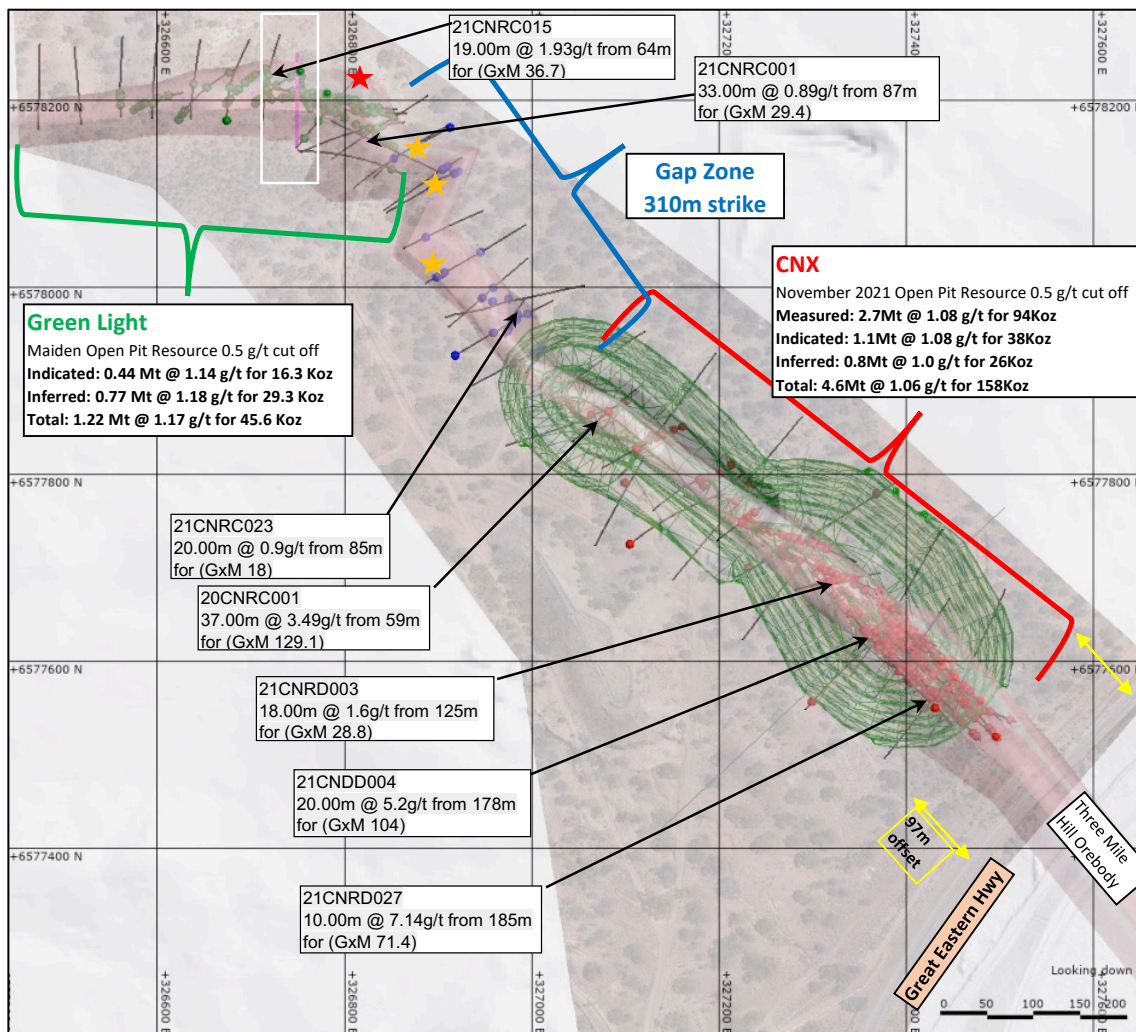 +326600 E
+326800 E
+327000 E
+327200 E
+327400 E
+327600 E
21CNRC015
19.00m @ 1.93g/t from 64m
for (GxM 36.7)
21CNRC001
33.00m @ 0.89g/t from 87m
for (GxM 29.4)
+6578200 N
+6578200 N
Gap Zone
310m strike
CNX
November 2021 Open Pit Resource 0.5 g/t cut off
Measured: 2.7Mt @ 1.08 g/t for 94Koz
Indicated: 1.1Mt @ 1.08 g/t for 38Koz
Inferred: 0.8Mt @ 1.0 g/t for 26Koz
Total: 4.6Mt @ 1.06 g/t for 158Koz
+6578000 N
Green Light
Maiden Open Pit Resource 0.5 g/t cut off
Indicated: 0.44 Mt @ 1.14 g/t for 16.3 Koz
Inferred: 0.77 Mt @ 1.18 g/t for 29.3 Koz
Total: 1.22 Mt @ 1.17 g/t for 45.6 Koz
+6577800 N
+6577800 N
21CNRC023
20.00m @ 0.9g/t from 85m
for (GxM 18)
20CNRC001
37.00m @ 3.49g/t from 59m
for (GxM 129.1)
+6577600 N
+6577600 N
21CNRD003
18.00m @ 1.6g/t from 125m
for (GxM 28.8)
21CNDD004
20.00m @ 5.2g/t from 178m
for (GxM 104)
97m
offset
Three Mile
Hill Orebody
+6577400 N
21CNRD027
10.00m @ 7.14g/t from 185m
for (GxM 71.4)
Great Eastern Hwy
Looking down
0 50 100 150 200
+326600 E
+326800 E
+327000 E
+327200 E
+327600 E